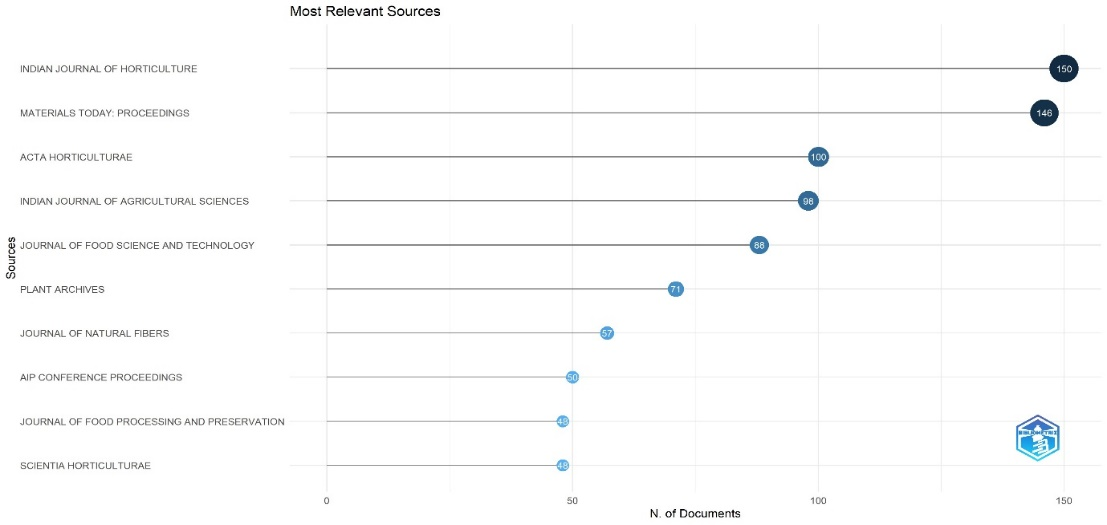 Most Relevant Sources
INDIAN JOURNAL OF HORTICULTURE
150
MATERIALS TODAY: PROCEEDINGS
146
ACTA HORTICULTURAE
100
INDIAN JOURNAL OF AGRICULTURAL SCIENCES
98
JOURNAL OF FOOD SCIENCE AND TECHNOLOGY
88
PLANT ARCHIVES
71
JOURNAL OF NATURAL FIBERS
57
AIP CONFERENCE PROCEEDINGS
50
JOURNAL OF FOOD PROCESSING AND PRESERVATION
48
SCIENTIA HORTICULTURAE
48
Sources
0 50 100 150
N. of Documents